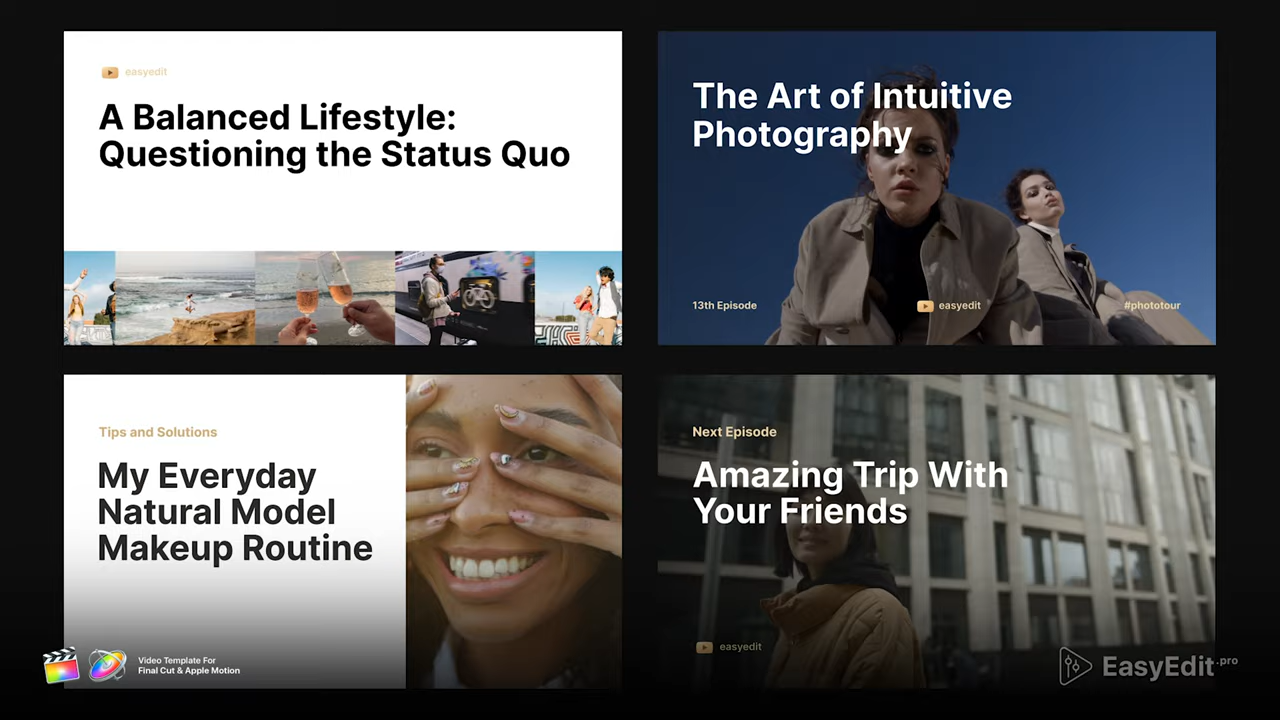 easyedit
A Balanced Lifestyle:
Questioning the Status Quo
The Art of Intuitive
Photography
13th Episode
easyedit
#phototour
Tips and Solutions
My Everyday
Natural Model
Makeup Routine
Next Episode
Amazing Trip With
Your Friends
easyedit
Video Template For
Final Cut & Apple Motion
EasyEdit.pro